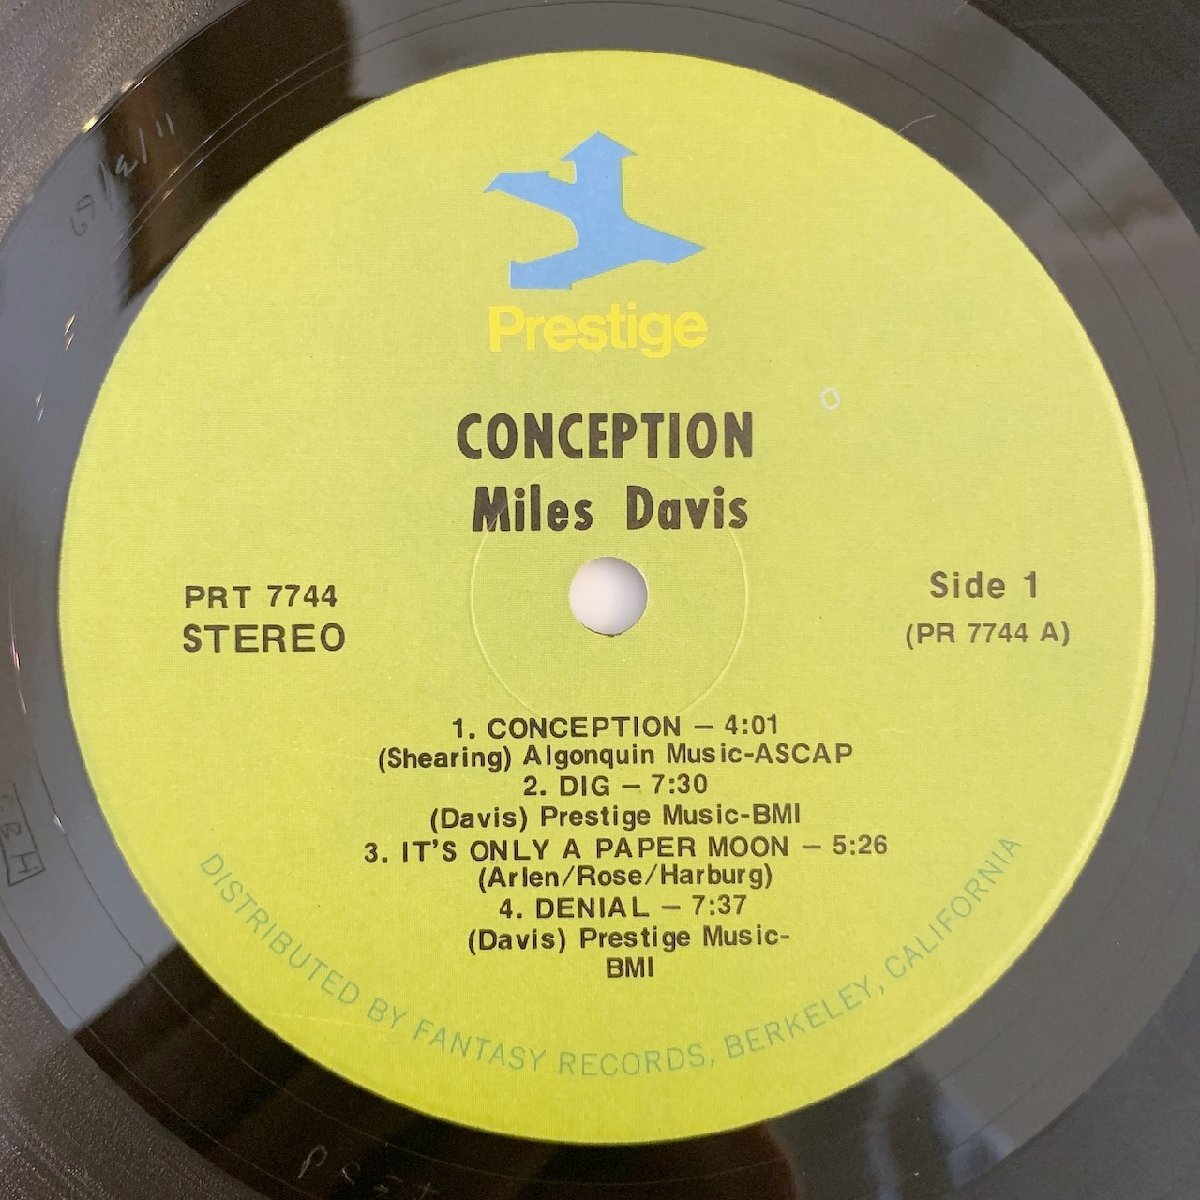 Prestige
CONCEPTION
Miles Davis
PRT 7744
STEREO
Side 1
(PR 7744 A)
1. CONCEPTION – 4:01
(Shearing) Algonquin Music-ASCAP
2. DIG – 7:30
(Davis) Prestige Music-BMI
3. IT'S ONLY A PAPER MOON – 5:26
(Arlen/Rose/Harburg)
4. DENIAL – 7:37
(Davis) Prestige Music-
BMI
DISTRIBUTED BY FANTASY RECORDS, BERKELEY, CALIFORNIA